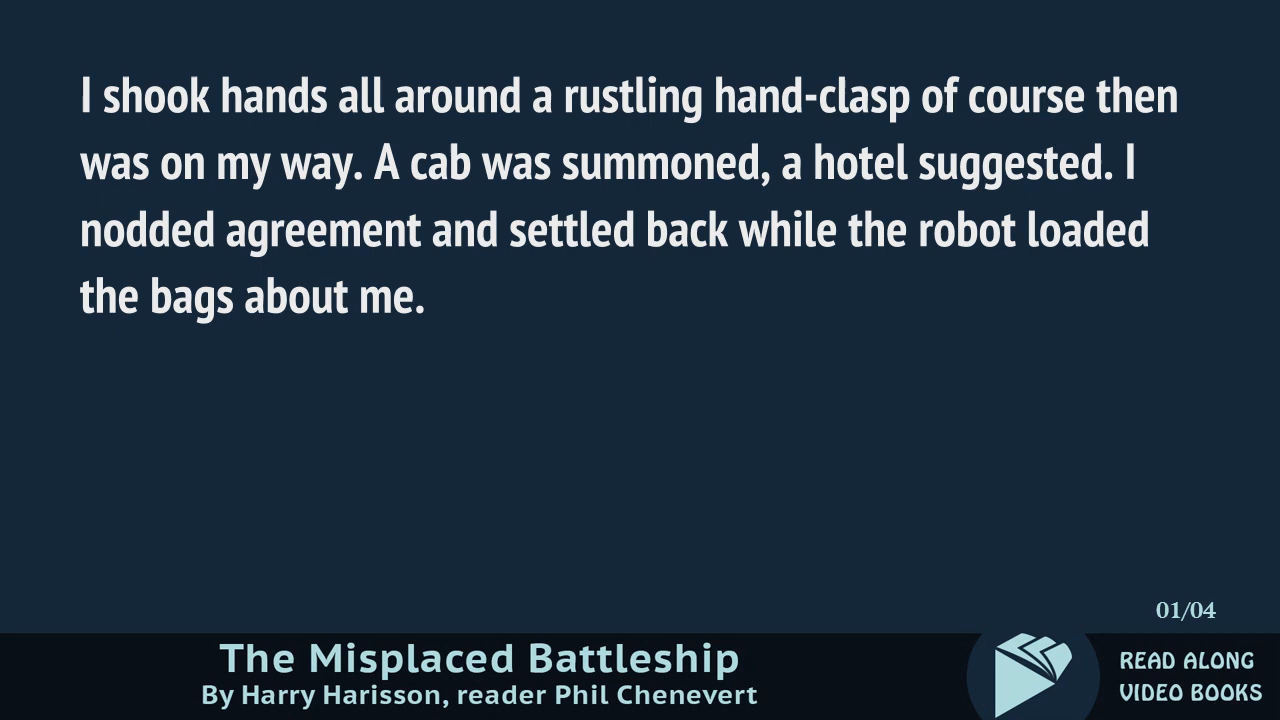 I shook hands all around a rustling hand-clasp of course then
was on my way. A cab was summoned, a hotel suggested. I
nodded agreement and settled back while the robot loaded
the bags about me.
01/04
The Misplaced Battleship
By Harry Harisson, reader Phil Chenevert
READ ALONG
VIDEO BOOKS